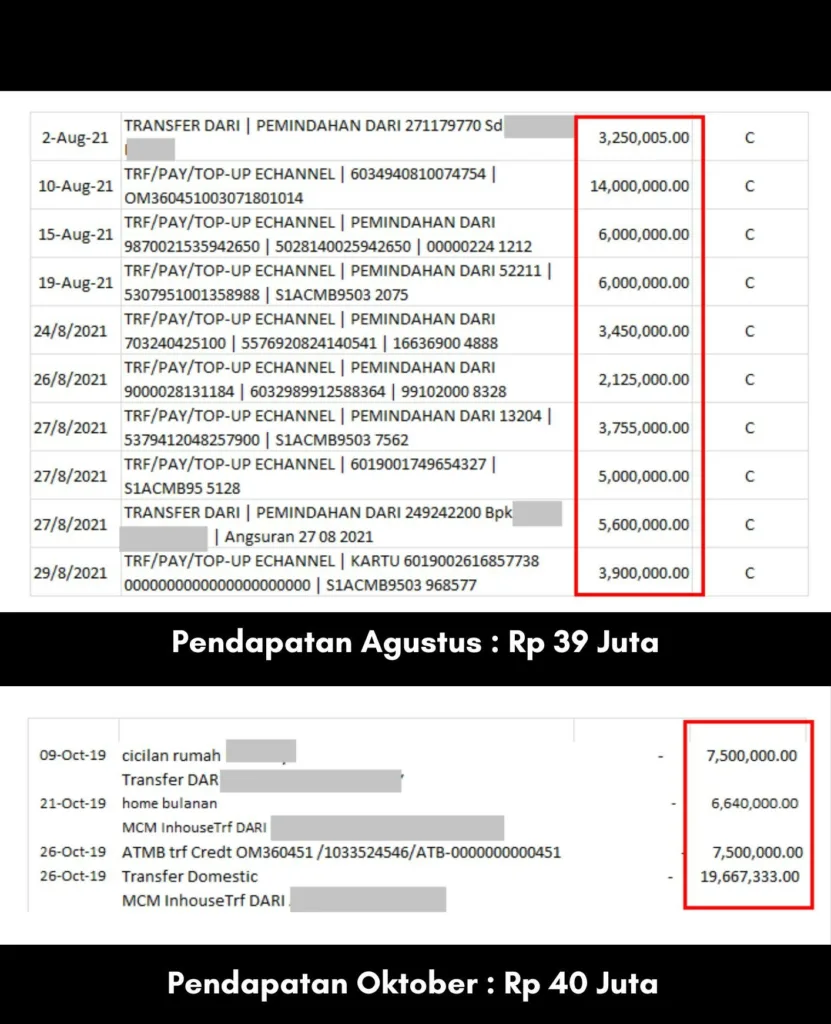 2-Aug-21 TRANSFER DARI | PEMINDAHAN DARI 271179770 Sd 3,250,005.00 C
10-Aug-21 TRF/PAY/TOP-UP ECHANNEL | 6034940810074754 | 14,000,000.00 C
OM360451003071801014
15-Aug-21 TRF/PAY/TOP-UP ECHANNEL | PEMINDAHAN DARI 6,000,000.00 C
9870021535942650 | 5028140025942650 | 00000224 1212
19-Aug-21 TRF/PAY/TOP-UP ECHANNEL | PEMINDAHAN DARI 52211 | 6,000,000.00 C
5307951001358988 | S1ACMB9503 2075
24/8/2021 TRF/PAY/TOP-UP ECHANNEL | PEMINDAHAN DARI 3,450,000.00 C
703240425100 | 5576920824140541 | 16636900 4888
26/8/2021 TRF/PAY/TOP-UP ECHANNEL | PEMINDAHAN DARI 2,125,000.00 C
9000028131184 | 6032989912588364 | 99102000 8328
27/8/2021 TRF/PAY/TOP-UP ECHANNEL | PEMINDAHAN DARI 13204 | 3,755,000.00 C
5379412048257900 | S1ACMB9503 7562
27/8/2021 TRF/PAY/TOP-UP ECHANNEL | 6019001749654327 | 5,000,000.00 C
S1ACMB95 5128
27/8/2021 TRANSFER DARI | PEMINDAHAN DARI 249242200 Bpk 5,600,000.00 C
| Angsuran 27 08 2021
29/8/2021 TRF/PAY/TOP-UP ECHANNEL | KARTU 6019002616857738 3,900,000.00 C
0000000000000000000000 | S1ACMB9503 968577
Pendapatan Agustus : Rp 39 Juta
09-Oct-19 cicilan rumah - 7,500,000.00
Transfer DAR
21-Oct-19 home bulanan - 6,640,000.00
MCM InhouseTrf DARI
26-Oct-19 ATMB trf Credt OM360451 /1033524546/ATB-0000000000451 - 7,500,000.00
26-Oct-19 Transfer Domestic - 19,667,333.00
MCM InhouseTrf DARI
Pendapatan Oktober : Rp 40 Juta